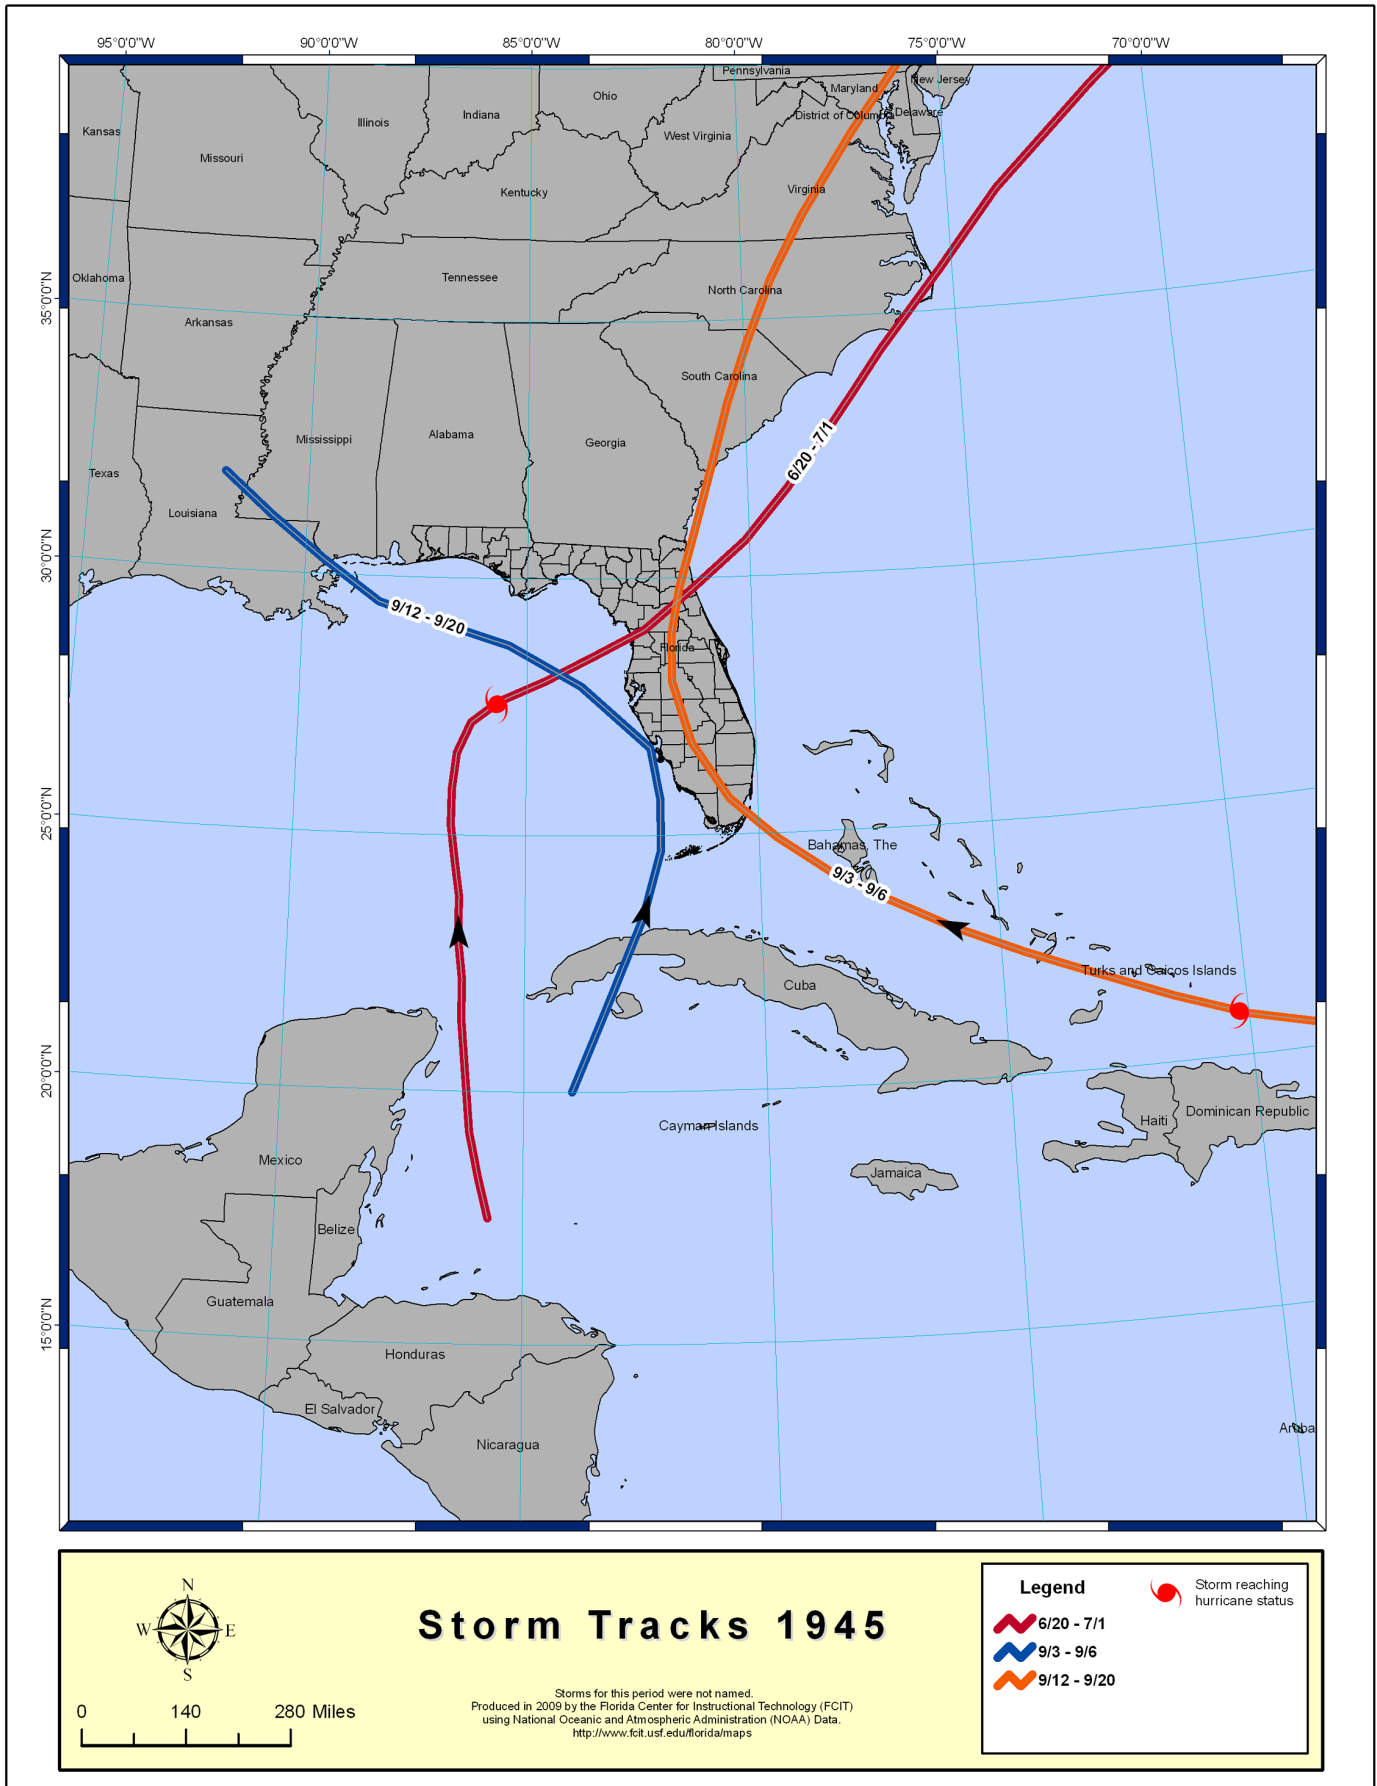 95°0'0"W 90°0'0"W 85°0'0"W 80°0'0"W 75°0'0"W 70°0'0"W
Pennsylvania
New Jersey
Maryland
Ohio
Indiana
Illinois
District of Columbia
Delaware
Kansas
West Virginia
Missouri
Kentucky
Virginia
Oklahoma
Tennessee
North Carolina
35°0'0"N
Arkansas
South Carolina
Mississippi
Alabama
Georgia
6/20 - 7/1
Texas
Louisiana
30°0'0"N
9/12 - 9/20
Florida
25°0'0"N
Bahamas, The
9/3 - 9/6
Turks and Caicos Islands
Cuba
20°0'0"N
Cayman Islands
Haiti
Dominican Republic
Mexico
Jamaica
Belize
Guatemala
15°0'0"N
Honduras
El Salvador
Nicaragua
Aruba
N
W E
S
0 140 280 Miles
Storm Tracks 1945
Storms for this period were not named.
Produced in 2009 by the Florida Center for Instructional Technology (FCIT)
using National Oceanic and Atmospheric Administration (NOAA) Data.
http://www.fcit.usf.edu/florida/maps
Legend
6/20 - 7/1
9/3 - 9/6
9/12 - 9/20
Storm reaching
hurricane status